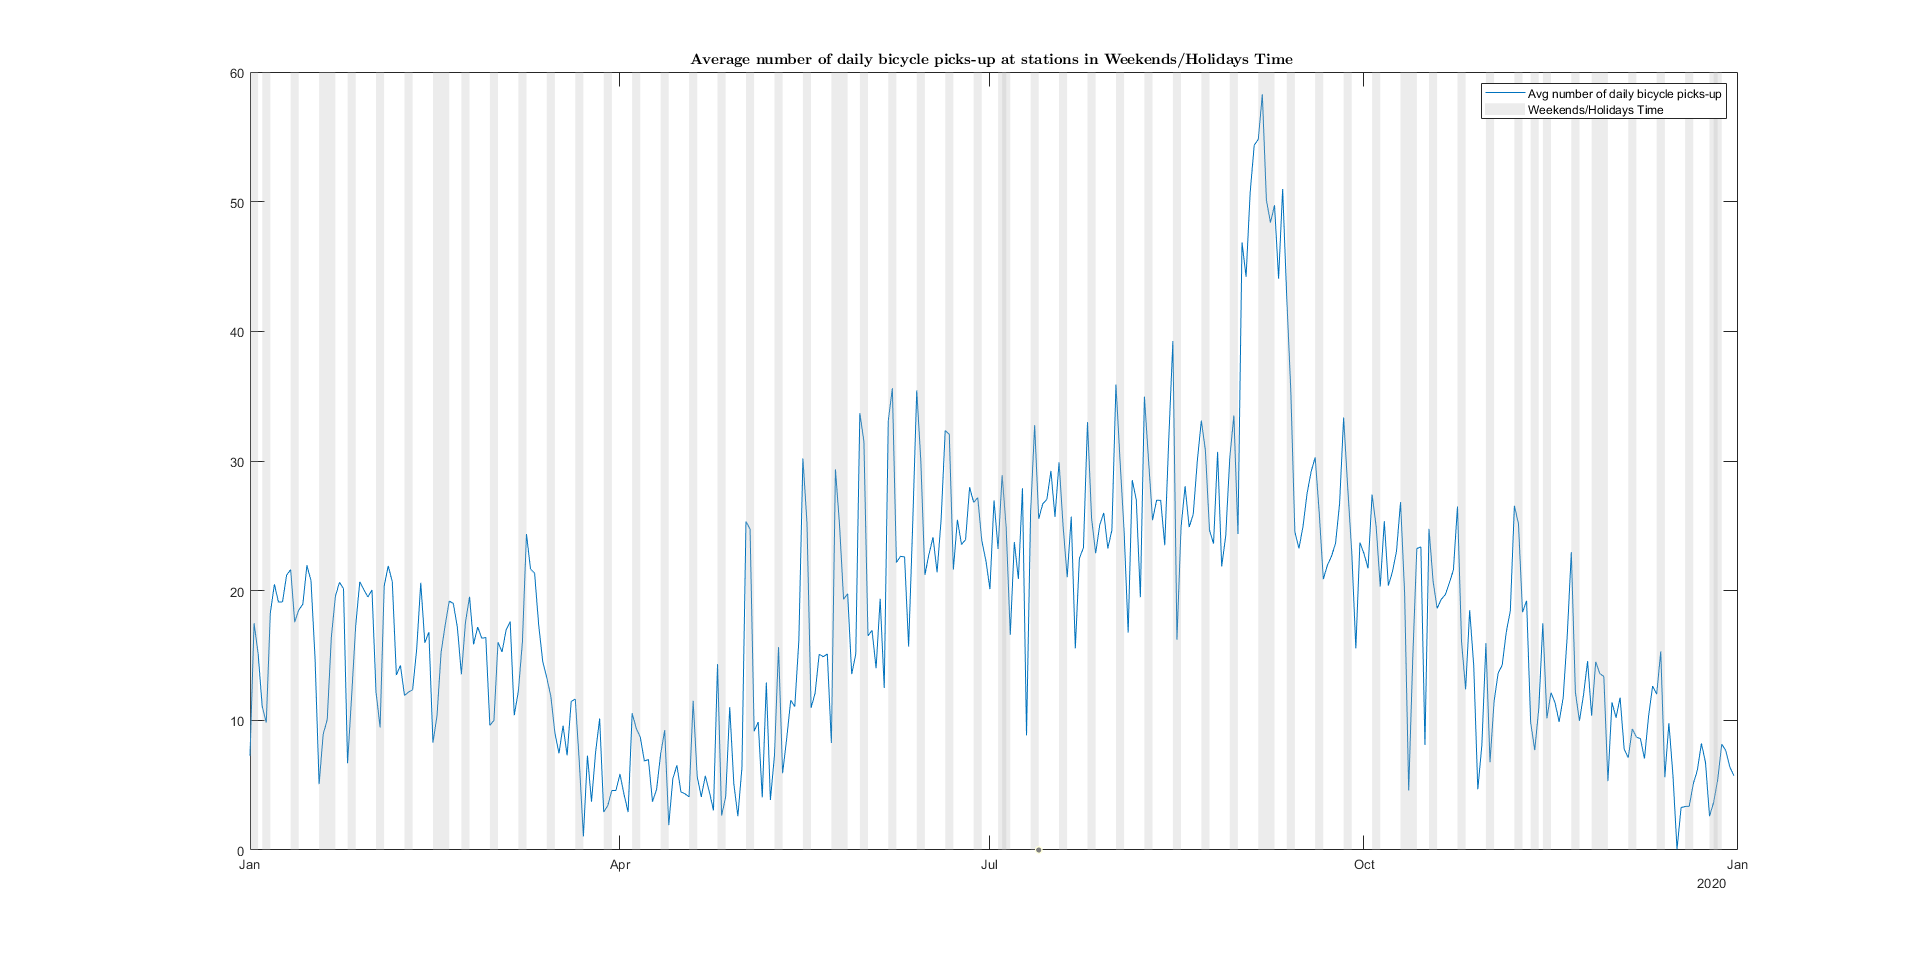 Average number of daily bicycle picks-up at stations in Weekends/Holidays Time
60
50
40
30
20
10
0
Avg number of daily bicycle picks-up
Weekends/Holidays Time
Jan Apr Jul Oct Jan
2020